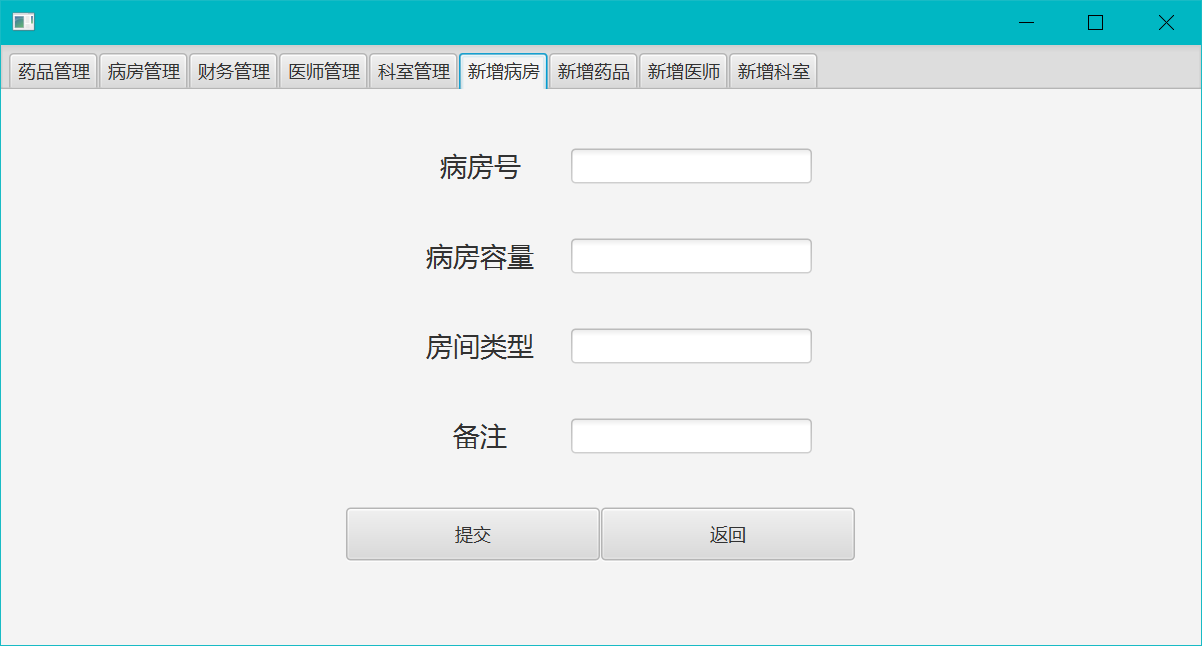 药品管理 病房管理 财务管理 医师管理 科室管理 新增病房 新增药品 新增医师 新增科室
病房号
病房容量
房间类型
备注
提交 返回